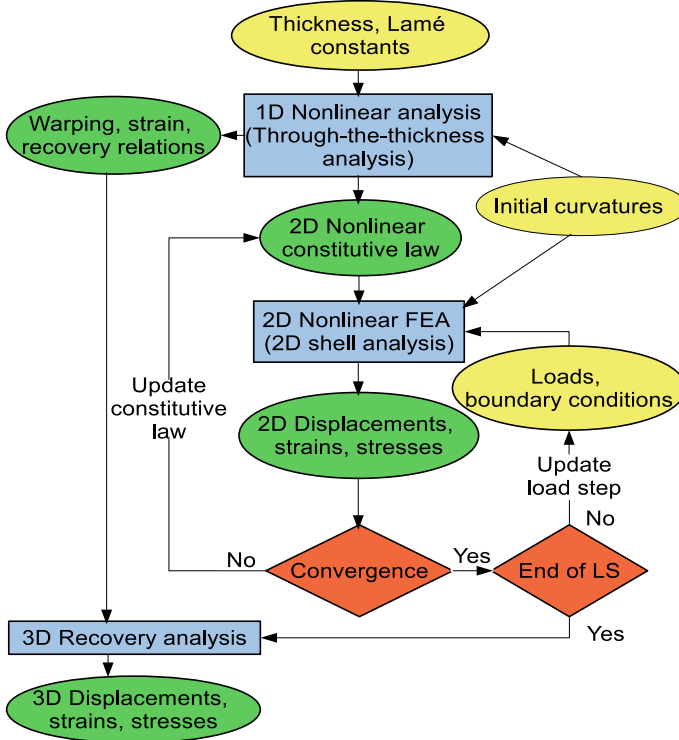 Thickness, Lamé
constants
1D Nonlinear analysis
(Through-the-thickness
analysis)
Warping, strain,
recovery relations
Initial curvatures
2D Nonlinear
constitutive law
2D Nonlinear FEA
(2D shell analysis)
Loads,
boundary conditions
Update
constitutive
law
2D Displacements,
strains, stresses
Update
load step
No
No
Convergence
Yes
End of LS
Yes
3D Recovery analysis
3D Displacements,
strains, stresses